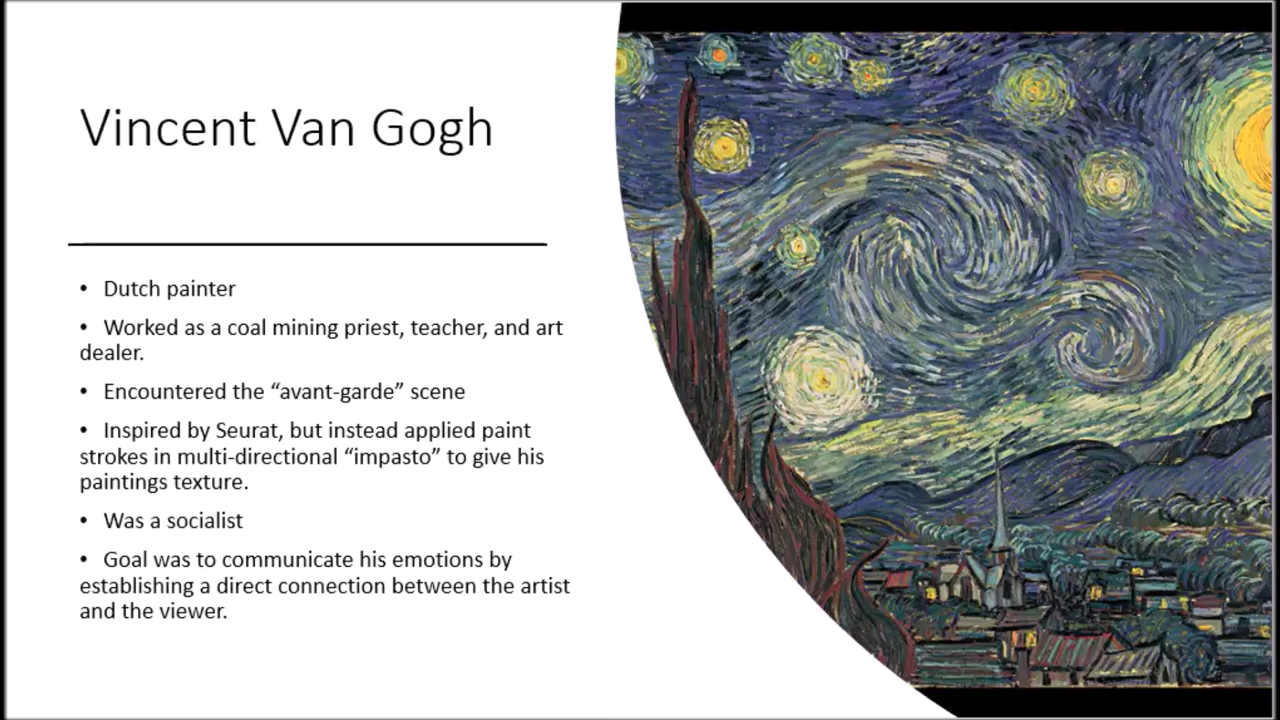 Vincent Van Gogh
• Dutch painter
• Worked as a coal mining priest, teacher, and art
dealer.
• Encountered the “avant-garde” scene
• Inspired by Seurat, but instead applied paint
strokes in multi-directional “impasto” to give his
paintings texture.
• Was a socialist
• Goal was to communicate his emotions by
establishing a direct connection between the artist
and the viewer.